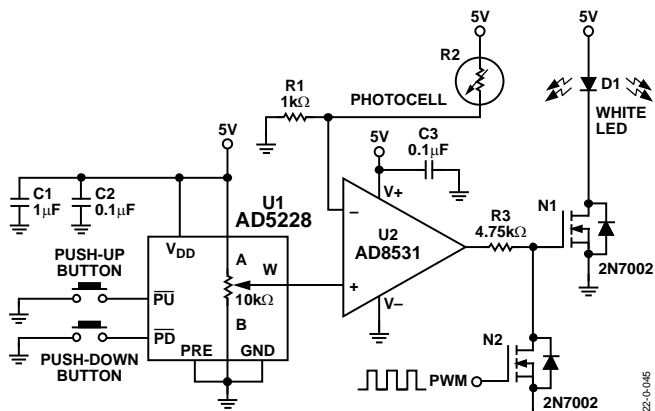 5V
5V
R2
R1
1kΩ
PHOTOCELL
D1
WHITE
LED
5V
C3
0.1μF
5V
C1
1μF
C2
0.1μF
U1
AD5228
V+
–
U2
AD8531
+
V–
R3
4.75kΩ
N1
2N7002
VDD
A
W
10kΩ
B
PUSH-UP
BUTTON
PU
PD
PUSH-DOWN
BUTTON
PRE
GND
N2
PWM
2N7002
22-0-045